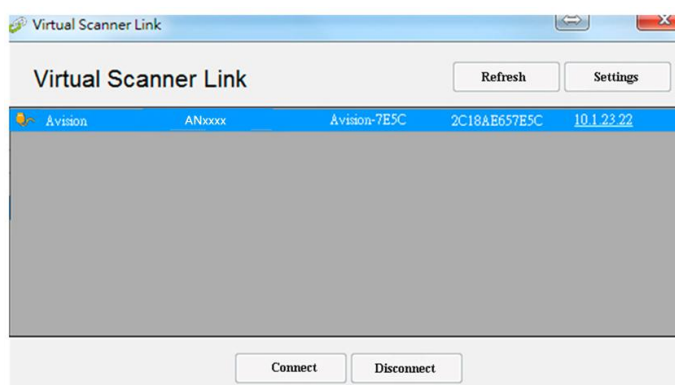 Virtual Scanner Link
Virtual Scanner Link Refresh Settings
Avision ANxxxx Avision-7E5C 2C18AE657E5C 10.1.23.22
Connect Disconnect